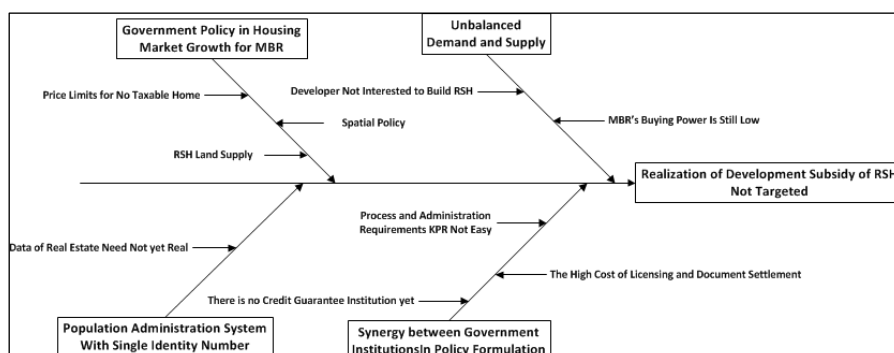 Government Policy in Housing
Market Growth for MBR
Unbalanced
Demand and Supply
Price Limits for No Taxable Home
Developer Not Interested to Build RSH
Spatial Policy
MBR's Buying Power Is Still Low
RSH Land Supply
Realization of Development Subsidy of RSH
Not Targeted
Process and Administration
Requirements KPR Not Easy
Data of Real Estate Need Not yet Real
The High Cost of Licensing and Document Settlement
There is no Credit Guarantee Institution yet
Population Administration System
With Single Identity Number
Synergy between Government
InstitutionsIn Policy Formulation